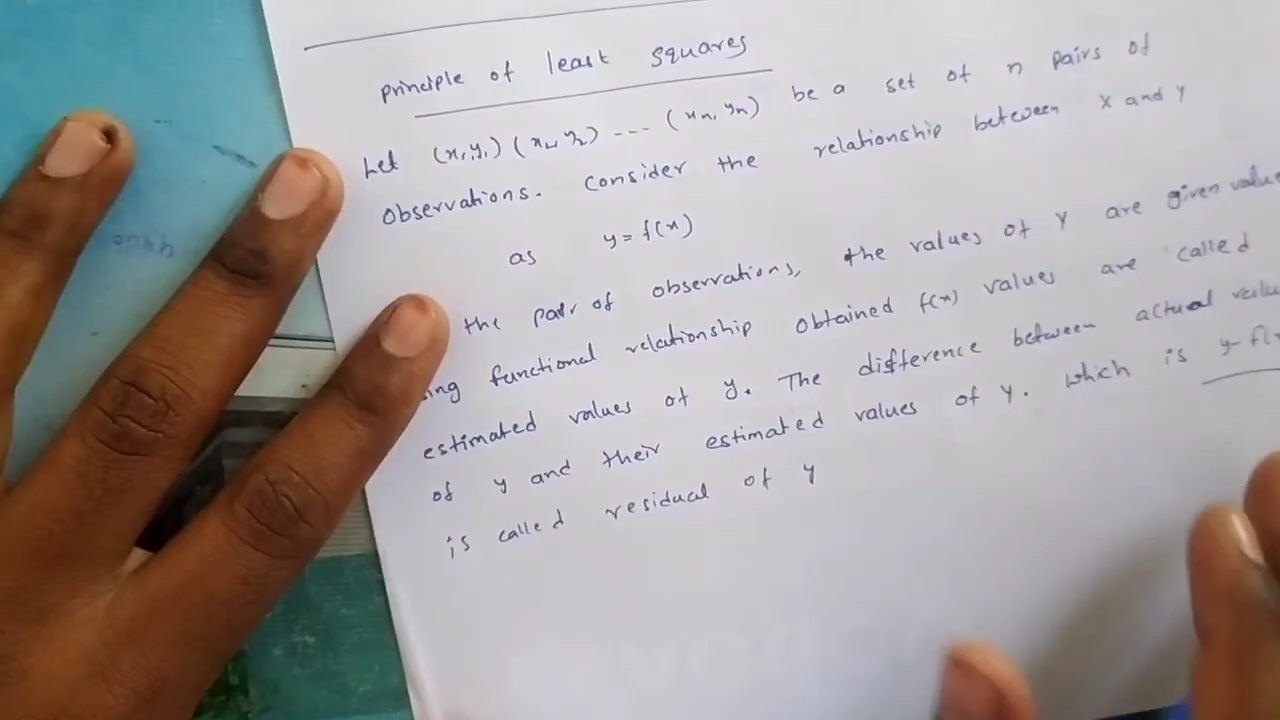 principle of least squares
Let (x1,y1) (x2, y2) --- (xn, yn) be a set of n pairs of
observations. Consider the relationship between X and Y
as y = f(x)
the pair of observations, the values of Y are given value
ing functional relationship obtained f(x) values are called
estimated values of y. The difference between actual value
of y and their estimated values of Y. which is y-f(x
is called residual of y